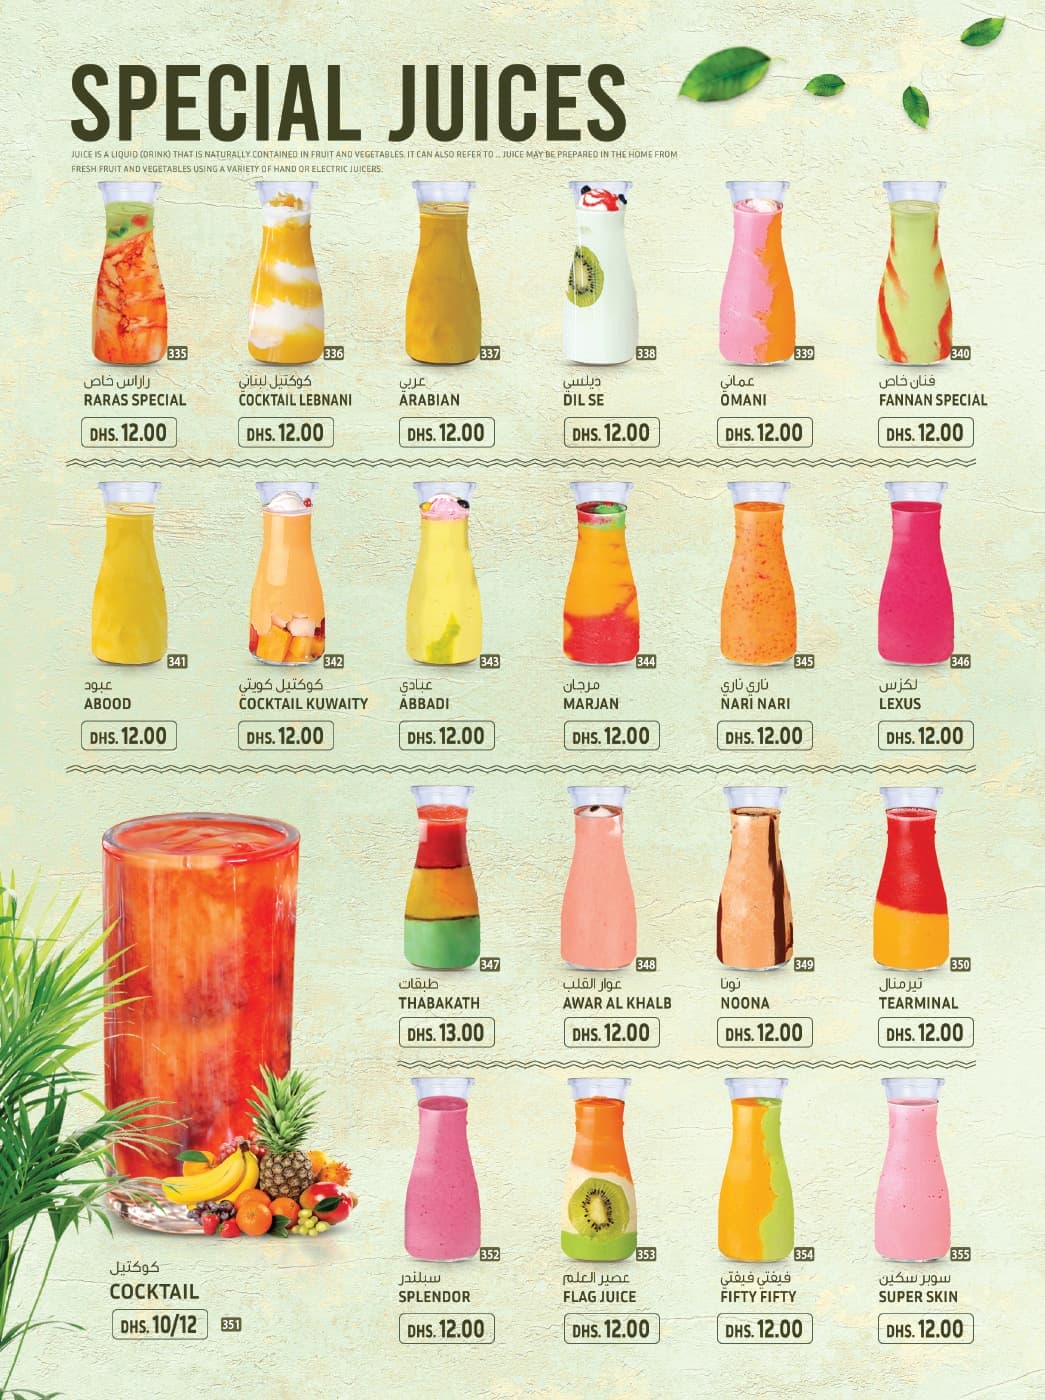 SPECIAL JUICES
JUICE IS A LIQUID (DRINK) THAT IS NATURALLY CONTAINED IN FRUIT AND VEGETABLES. IT CAN ALSO REFER TO ... JUICE MAY BE PREPARED IN THE HOME FROM
FRESH FRUIT AND VEGETABLES USING A VARIETY OF HAND OR ELECTRIC JUICERS.
335
راراس خاص
RARAS SPECIAL
DHS. 12.00
336
كوكتيل لبناني
COCKTAIL LEBNANI
DHS. 12.00
337
عربي
ARABIAN
DHS. 12.00
338
ديلسي
DIL SE
DHS. 12.00
339
عماني
OMANI
DHS. 12.00
340
فنان خاص
FANNAN SPECIAL
DHS. 12.00
341
عبود
ABOOD
DHS. 12.00
342
كوكتيل كويتي
COCKTAIL KUWAITY
DHS. 12.00
343
عبادي
ABBADI
DHS. 12.00
344
مرجان
MARJAN
DHS. 12.00
345
ناري ناري
NARI NARI
DHS. 12.00
346
لكزس
LEXUS
DHS. 12.00
347
طبقات
THABAKATH
DHS. 13.00
348
عوار القلب
AWAR AL KHALB
DHS. 12.00
349
نونا
NOONA
DHS. 12.00
350
تيرمنال
TEARMINAL
DHS. 12.00
كوكتيل
COCKTAIL
DHS. 10/12
351
352
سبلندر
SPLENDOR
DHS. 12.00
353
عصير العلم
FLAG JUICE
DHS. 12.00
354
فيفتي فيفتي
FIFTY FIFTY
DHS. 12.00
355
سوبر سكين
SUPER SKIN
DHS. 12.00